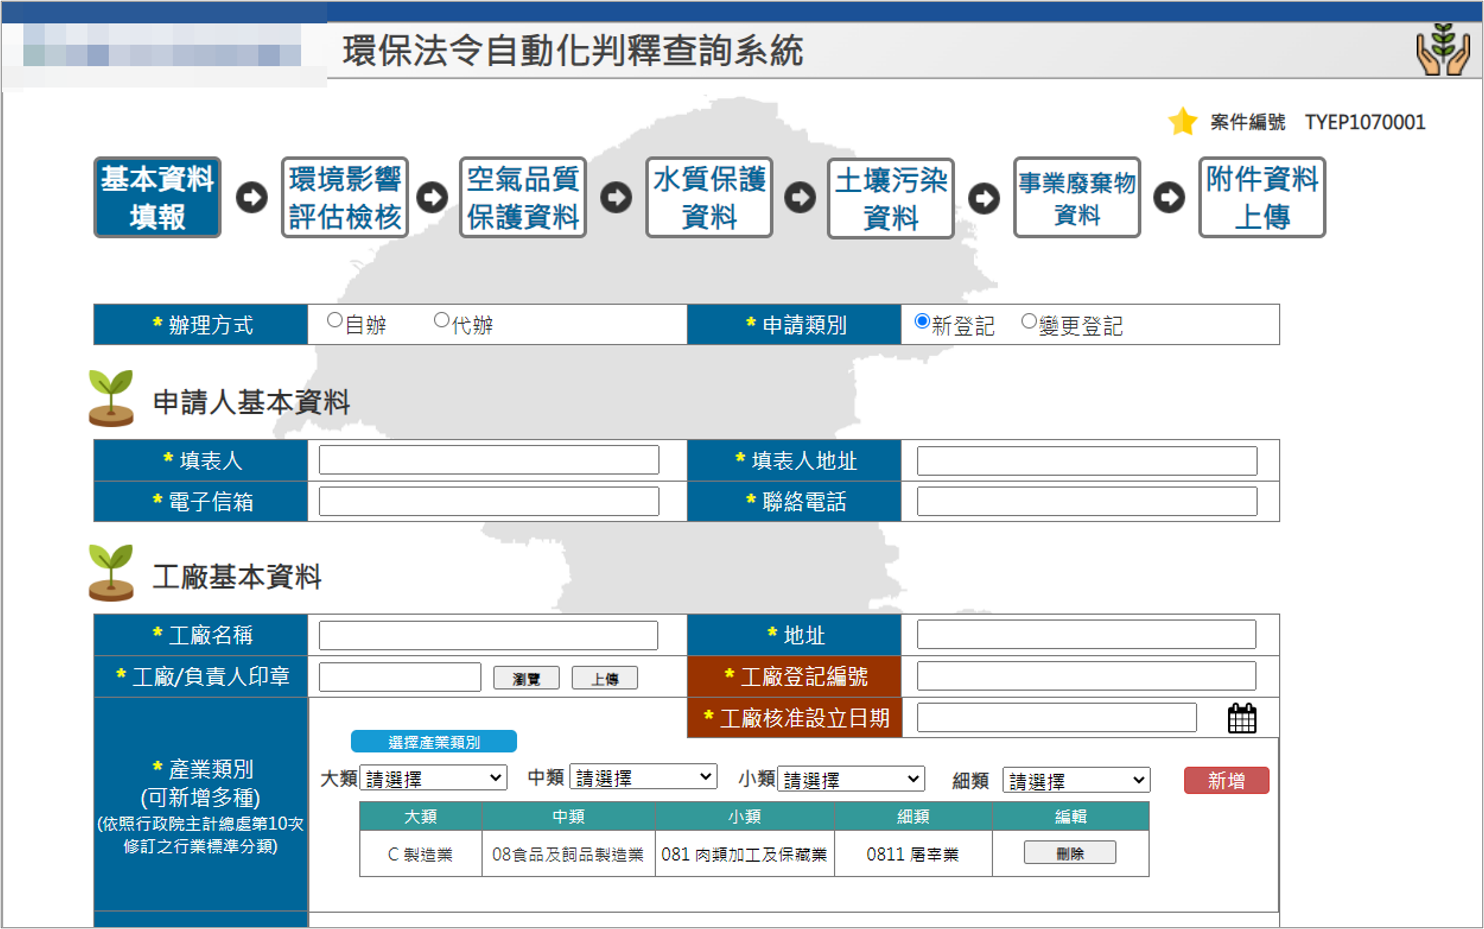 環保法令自動化判釋查詢系統
案件編號 TYEP1070001
基本資料
填報
環境影響
評估檢核
空氣品質
保護資料
水質保護
資料
土壤污染
資料
事業廢棄物
資料
附件資料
上傳
* 辦理方式 自辦 代辦 * 申請類別 新登記 變更登記
申請人基本資料
* 填表人 * 填表人地址
* 電子信箱 * 聯絡電話
工廠基本資料
* 工廠名稱 * 地址
* 工廠/負責人印章 瀏覽 上傳 * 工廠登記編號
* 工廠核准設立日期
* 產業類別
(可新增多種)
(依照行政院主計總處第10次
修訂之行業標準分類)
選擇產業類別
大類 請選擇 中類 請選擇 小類 請選擇 細類 請選擇 新增
大類 中類 小類 細類 編輯
C 製造業 08食品及飼品製造業 081 肉類加工及保藏業 0811 屠宰業 刪除